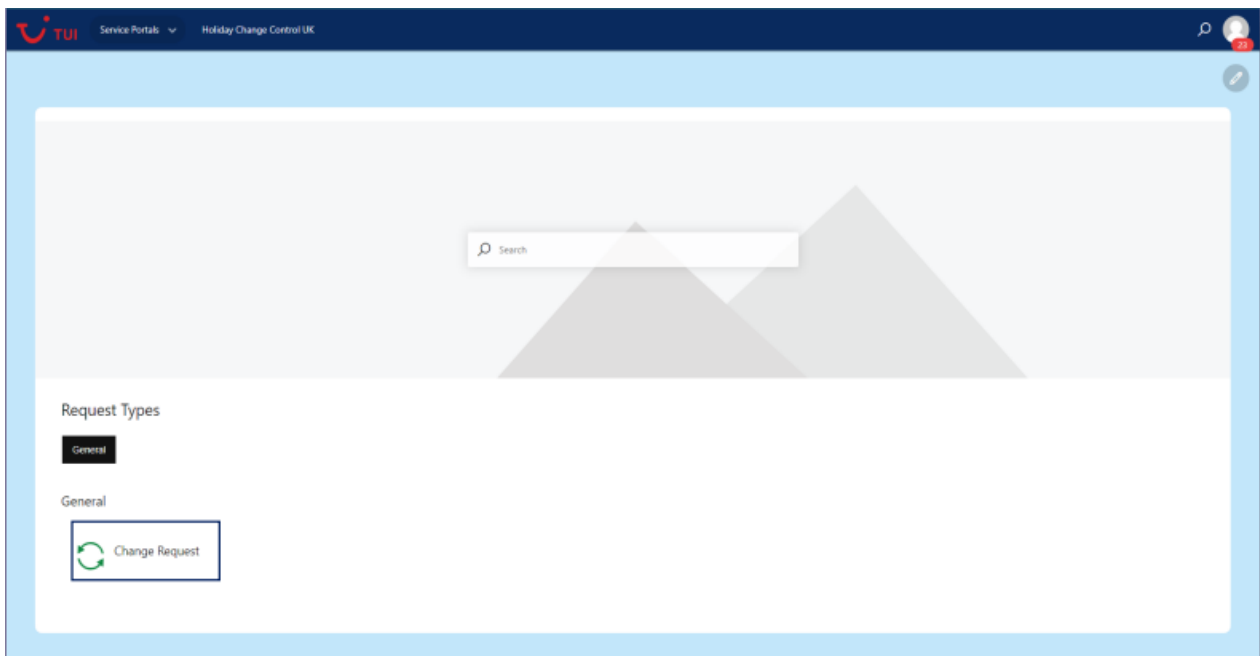 TUI Service Portals Holiday Change Control UK
23
Search
Request Types
General
General
Change Request